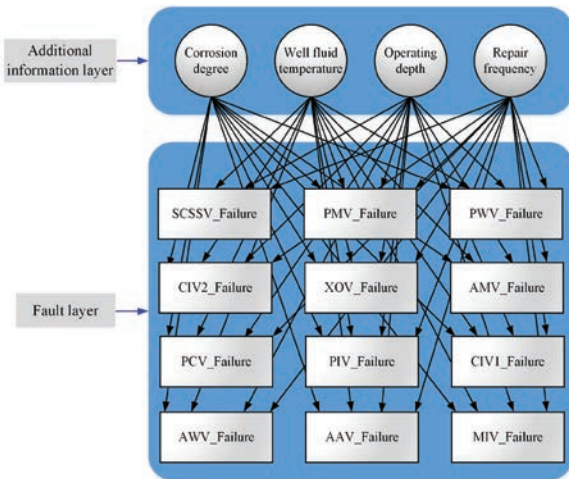 Additional
information layer
Corrosion
degree
Well fluid
temperature
Operating
depth
Repair
frequency
Fault layer
SCSSV_Failure
PMV_Failure
PWV_Failure
CIV2_Failure
XOV_Failure
AMV_Failure
PCV_Failure
PIV_Failure
CIV1_Failure
AWV_Failure
AAV_Failure
MIV_Failure